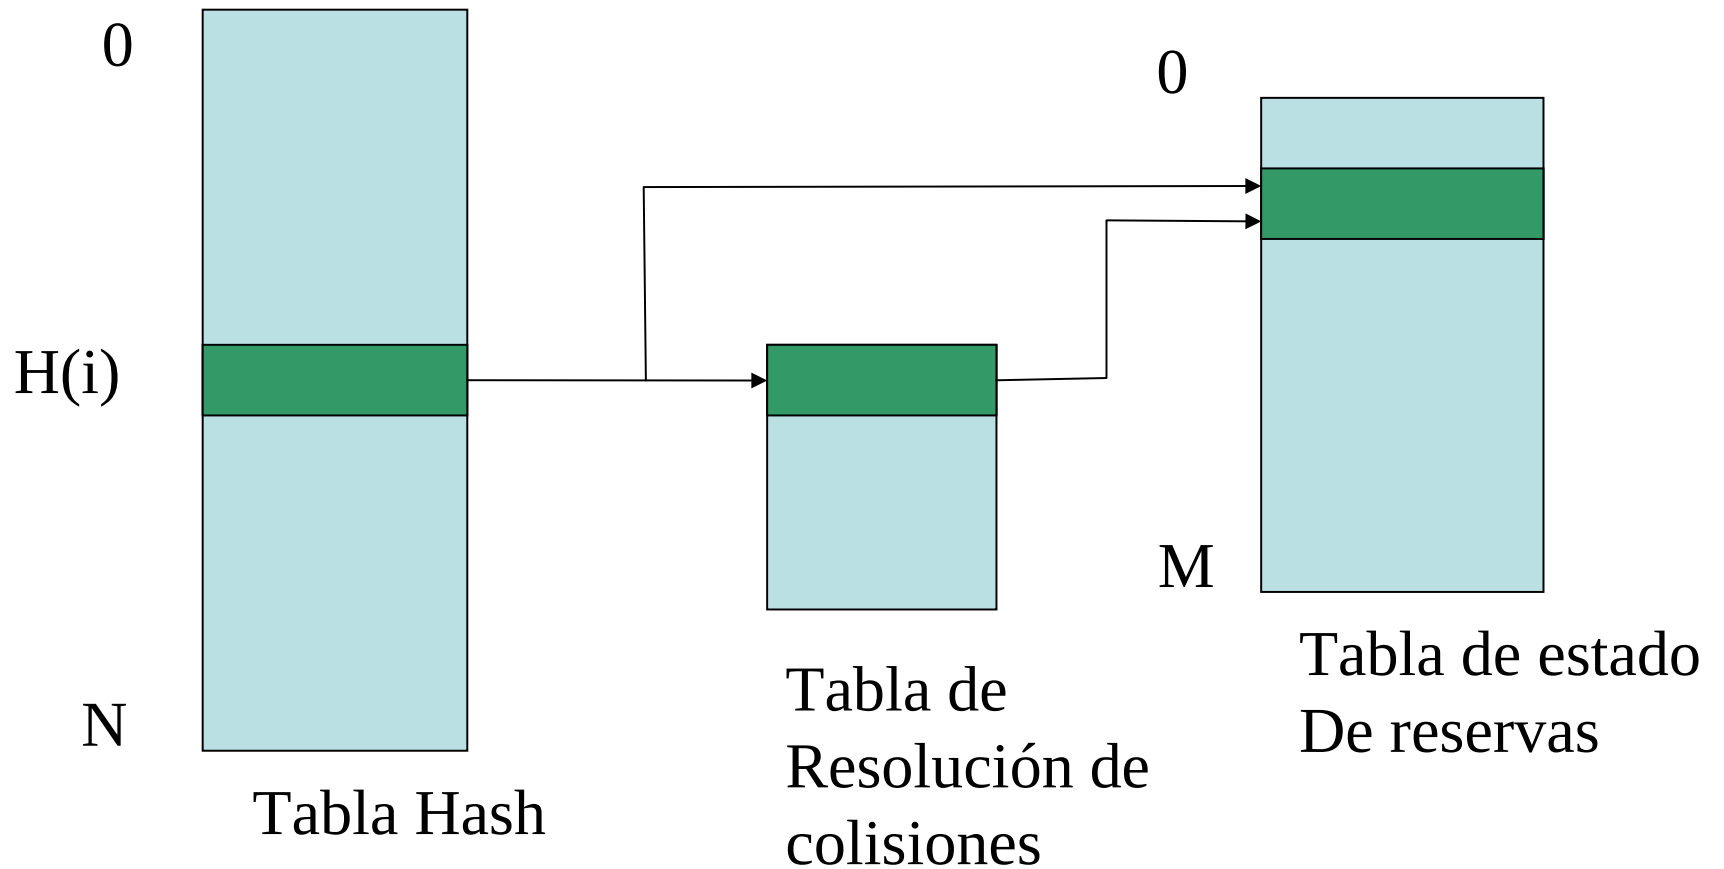 0
H(i)
N
Tabla Hash
Tabla de
Resolución de
colisiones
0
M
Tabla de estado
De reservas